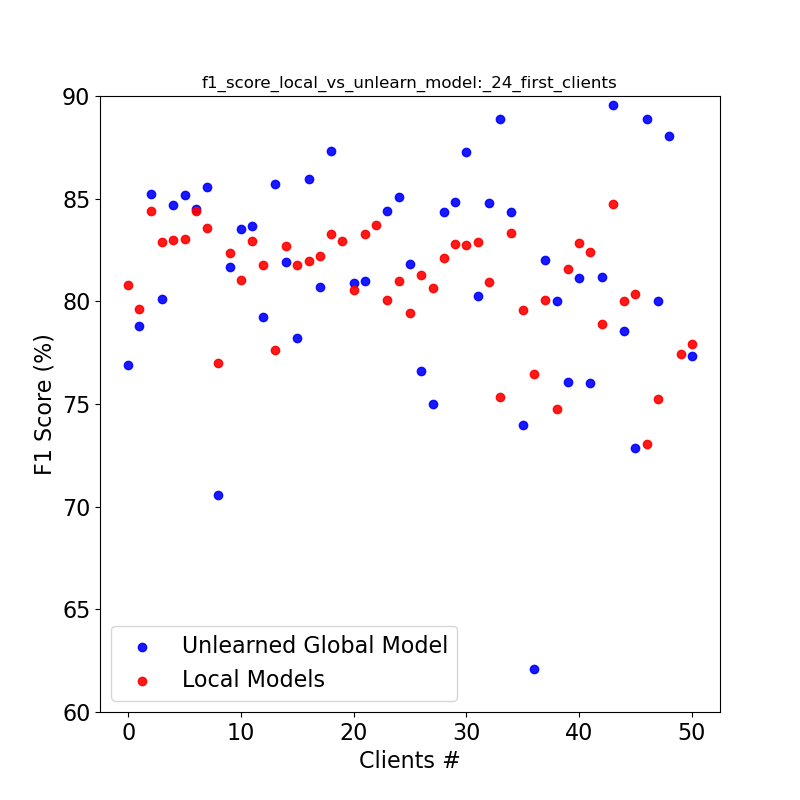 f1_score_local_vs_unlearn_model:_24_first_clients
90
85
80
75
70
65
60
F1 Score (%)
Unlearned Global Model
Local Models
0 10 20 30 40 50
Clients #